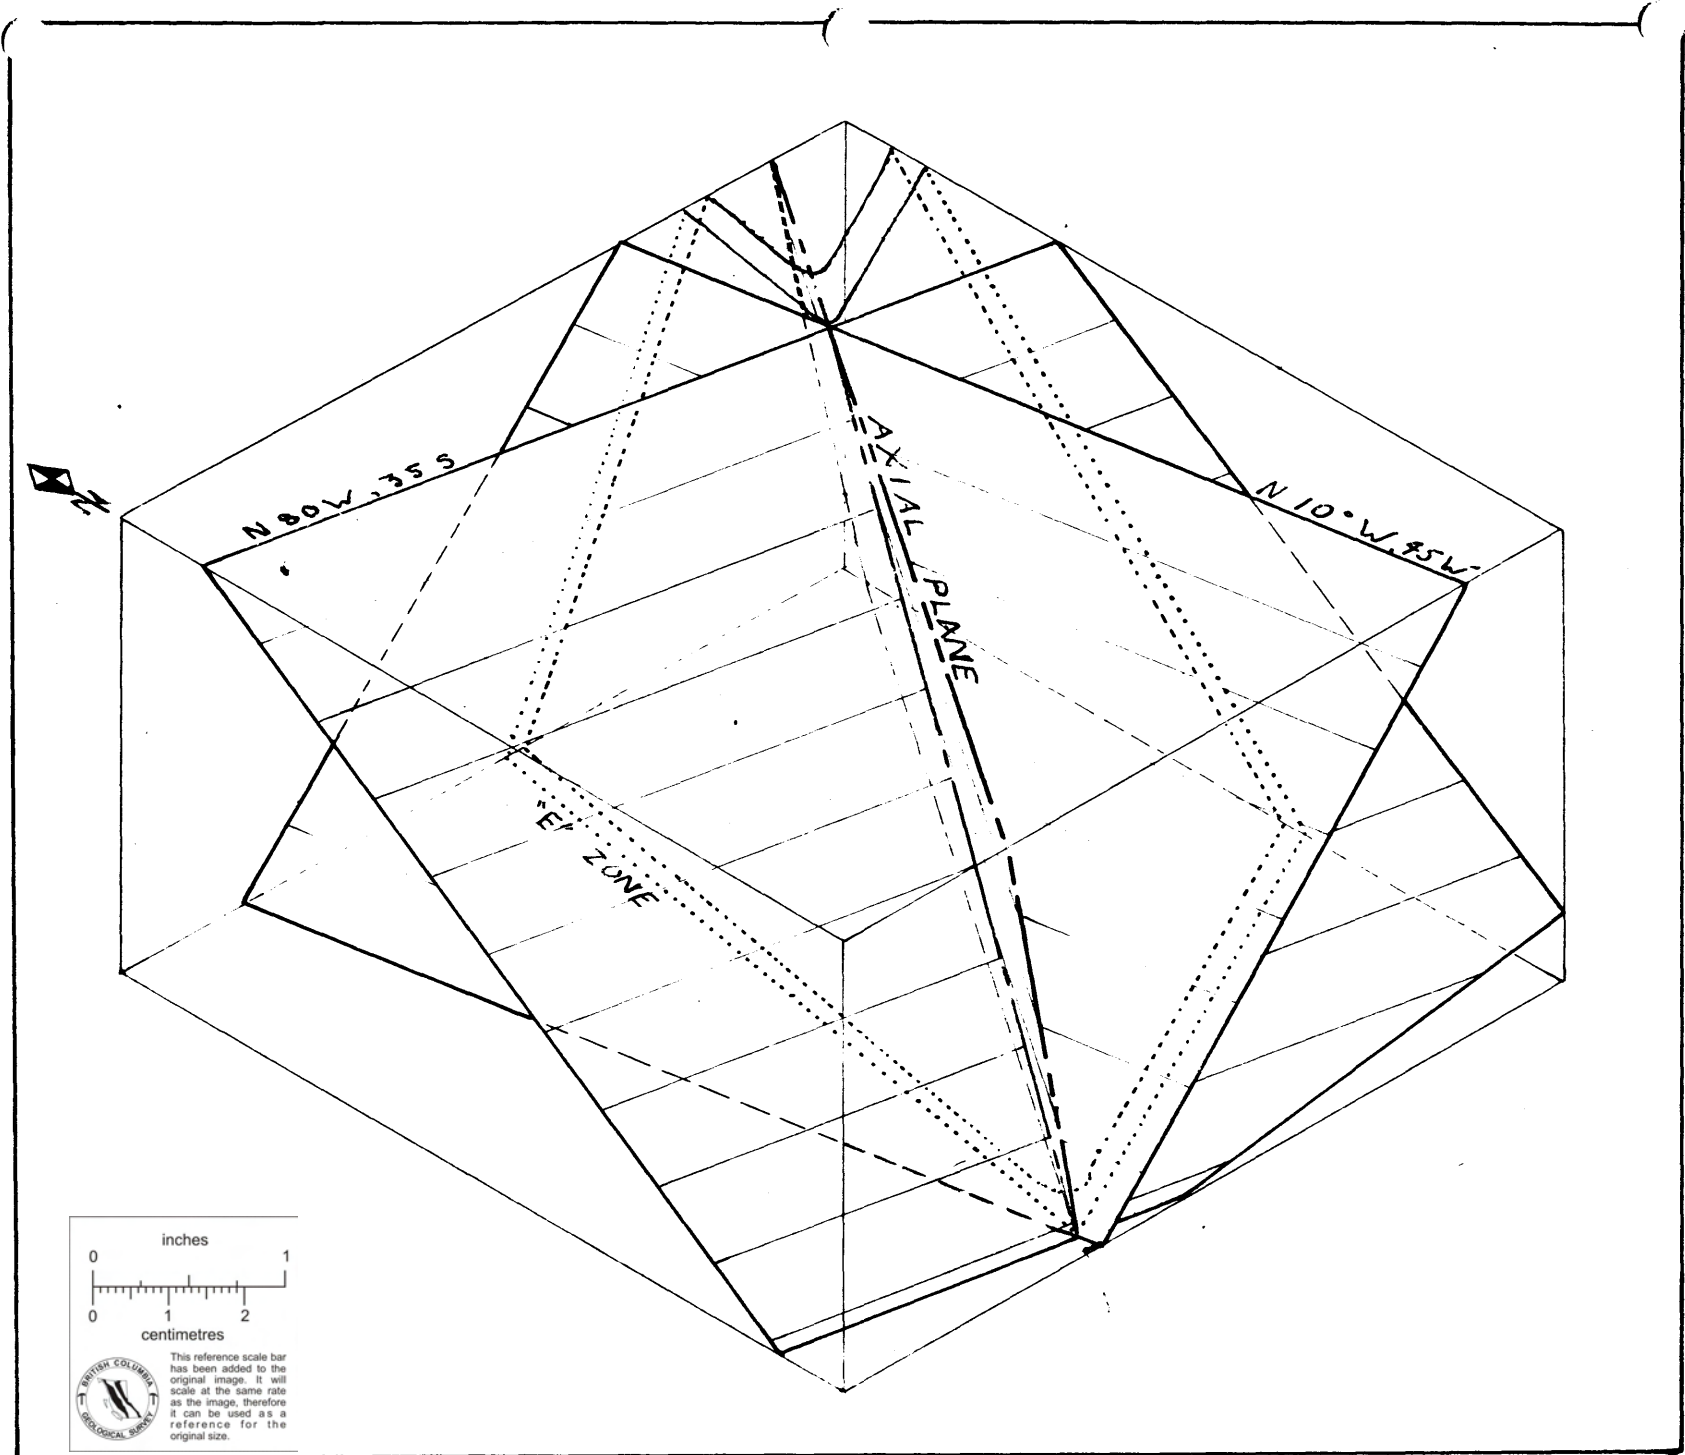 N 80W, 35 S
N 10° W, 45W
AXIAL PLANE
"E" ZONE
N
inches
0 1
0 1 2
centimetres
This reference scale bar
has been added to the
original image. It will
scale at the same rate
as the image, therefore
it can be used as a
reference for the
original size.
BRITISH COLUMBIA
GEOLOGICAL SURVEY